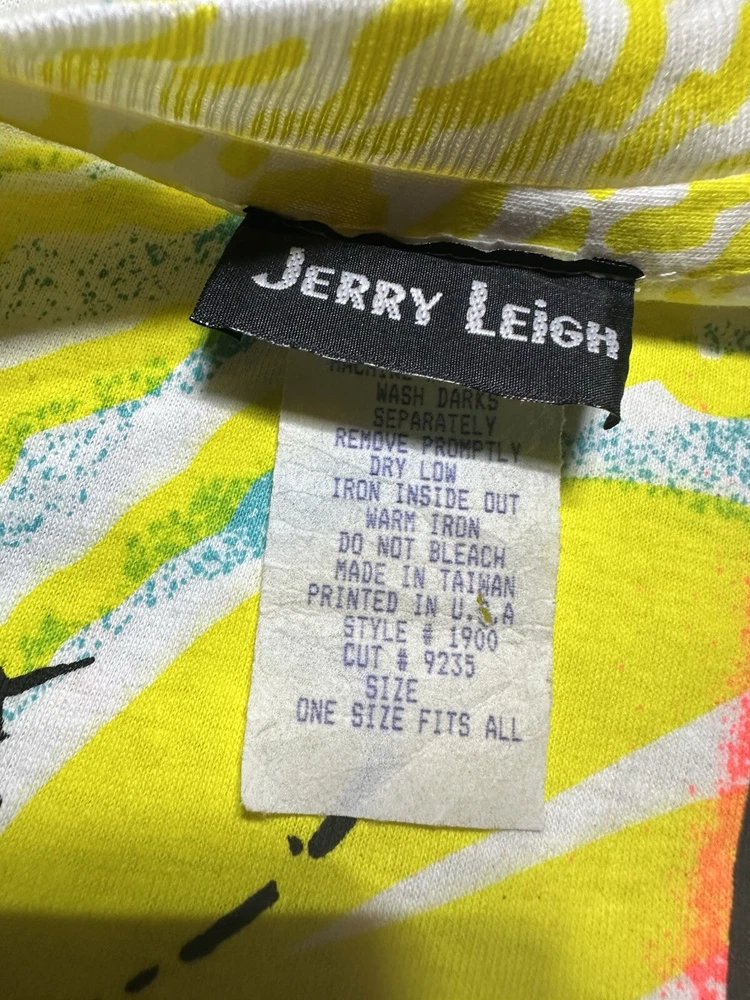 JERRY LEiGH
MACHINE
WASH DARKS
SEPARATELY
REMOVE PROMPTLY
DRY LOW
IRON INSIDE OUT
WARM IRON
DO NOT BLEACH
MADE IN TAIWAN
PRINTED IN U.S.A
STYLE # 1900
CUT # 9235
SIZE
ONE SIZE FITS ALL